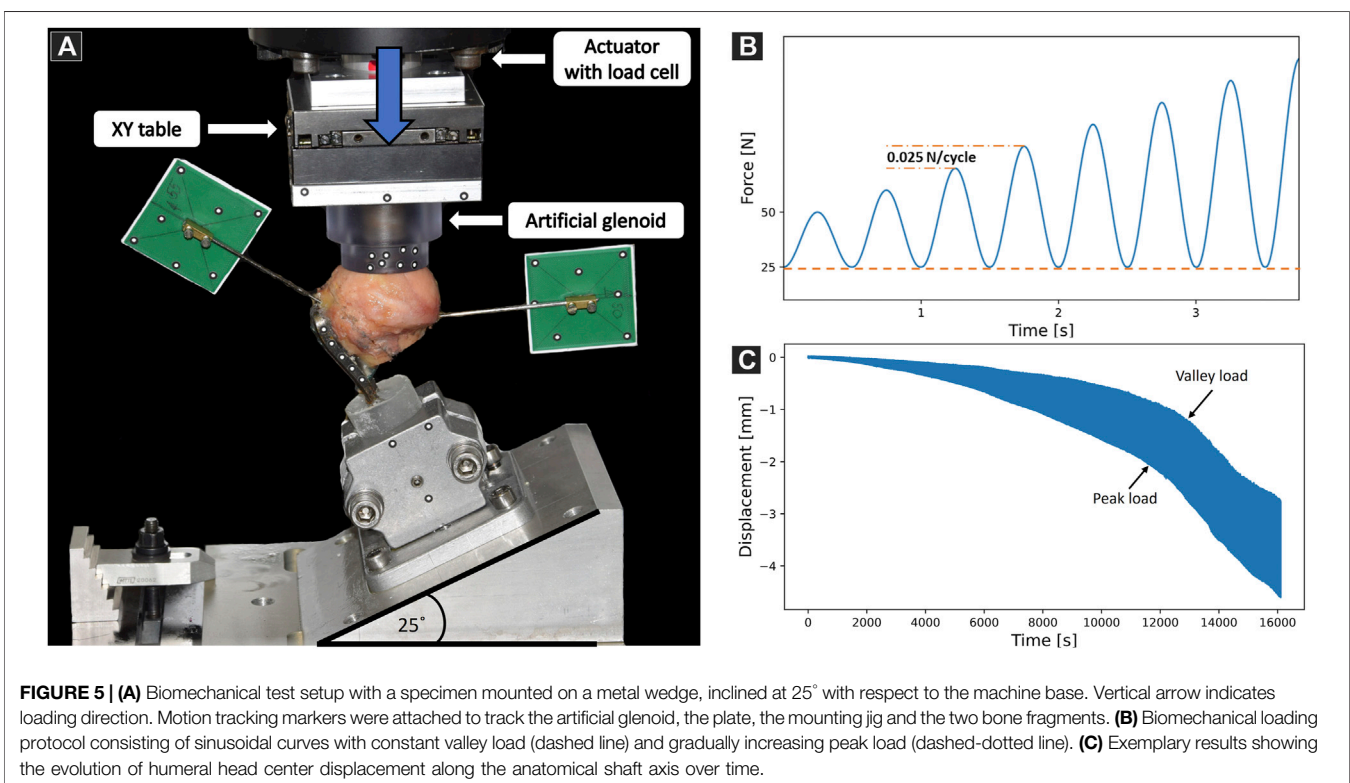 A
Actuator
with load cell
XY table
Artificial glenoid
25°
B
Force [N]
50
25
0.025 N/cycle
1
2
3
Time [s]
C
Displacement [mm]
0
−1
−2
−3
−4
Valley load
Peak load
0
2000
4000
6000
8000
10000
12000
14000
16000
Time [s]
FIGURE 5 | (A) Biomechanical test setup with a specimen mounted on a metal wedge, inclined at 25° with respect to the machine base. Vertical arrow indicates
loading direction. Motion tracking markers were attached to track the artificial glenoid, the plate, the mounting jig and the two bone fragments. (B) Biomechanical loading
protocol consisting of sinusoidal curves with constant valley load (dashed line) and gradually increasing peak load (dashed-dotted line). (C) Exemplary results showing
the evolution of humeral head center displacement along the anatomical shaft axis over time.